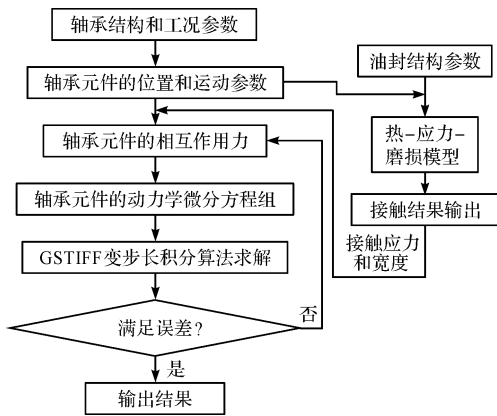 轴承结构和工况参数
轴承元件的位置和运动参数
轴承元件的相互作用力
轴承元件的动力学微分方程组
GSTIFF变步长积分算法求解
满足误差?
否
是
输出结果
油封结构参数
热-应力-
磨损模型
接触结果输出
接触应力
和宽度